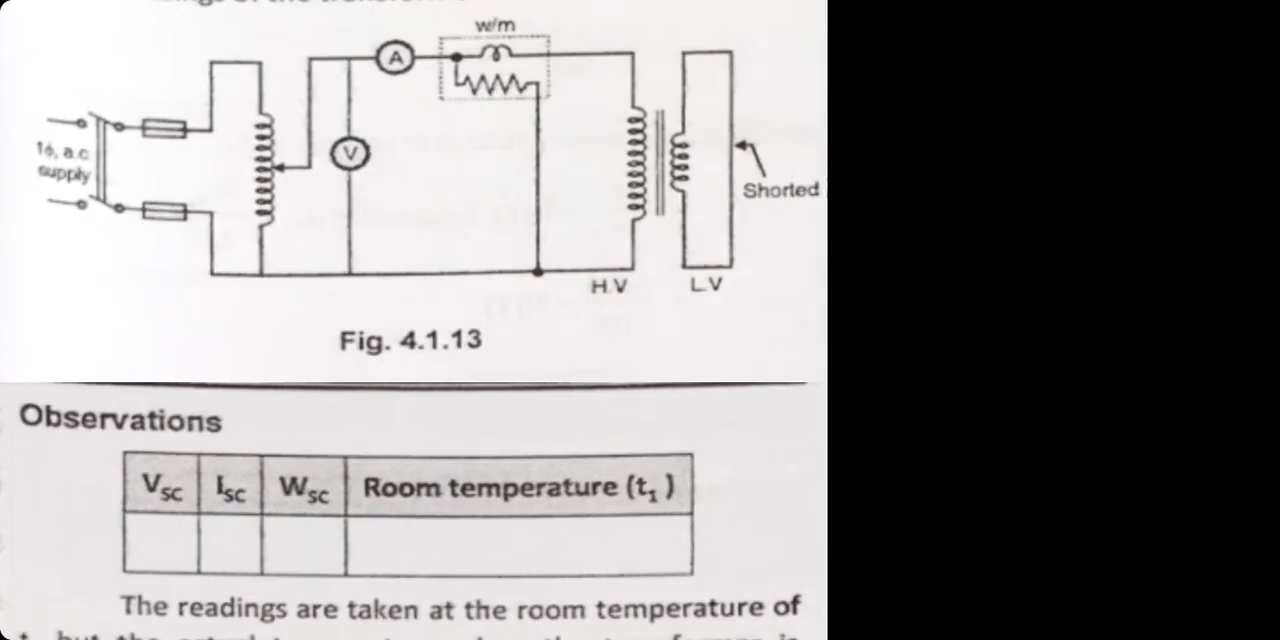 w/m
A
1ϕ, a.c
supply
V
Shorted
H.V
L.V
Fig. 4.1.13
Observations
V_SC I_SC W_SC Room temperature (t₁)
The readings are taken at the room temperature of